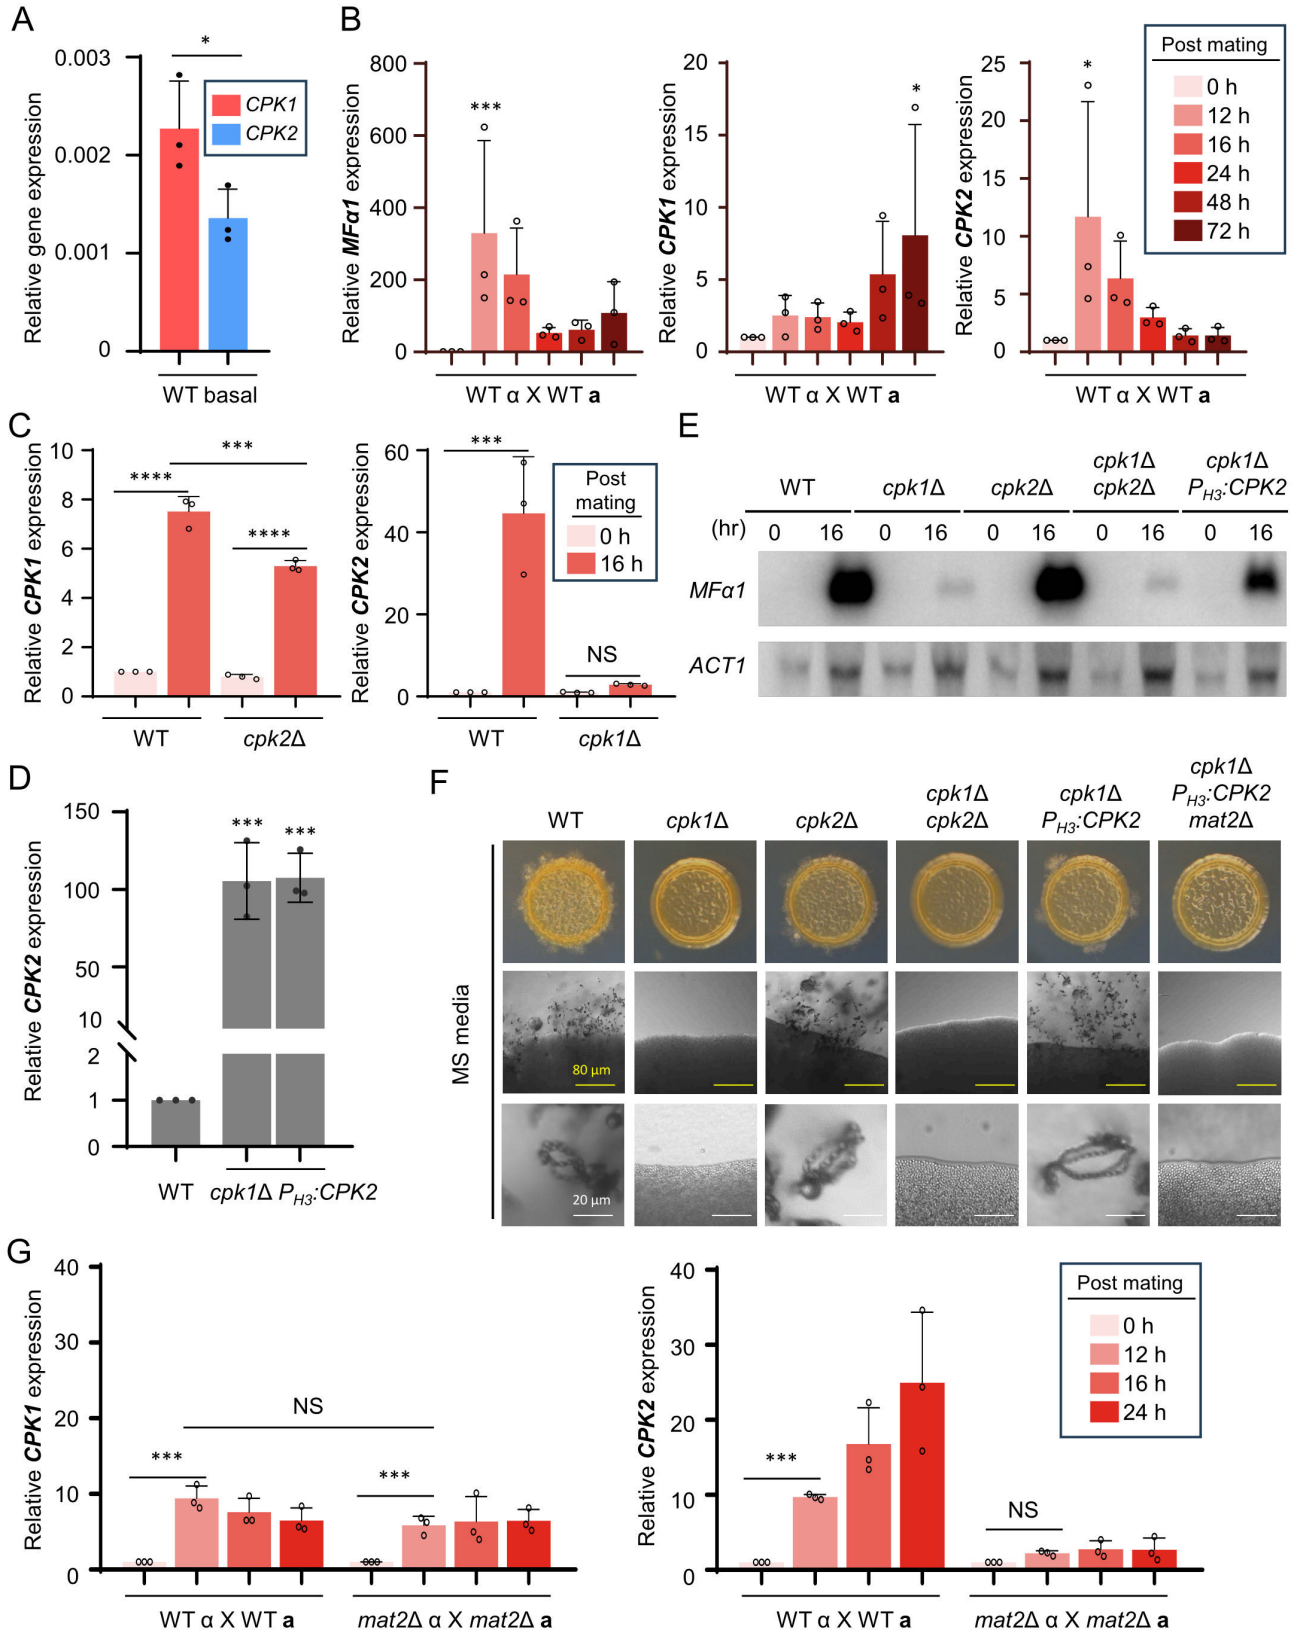 A
Relative gene expression
0.003
0.002
0.001
0
*
CPK1
CPK2
WT basal
B
Relative MFα1 expression
800
600
400
200
0
***
WT α X WT a
Relative CPK1 expression
20
15
10
5
0
*
WT α X WT a
Relative CPK2 expression
25
20
15
10
5
0
*
WT α X WT a
Post mating
0 h
12 h
16 h
24 h
48 h
72 h
C
Relative CPK1 expression
10
8
6
4
2
0
****
***
****
WT
cpk2Δ
Relative CPK2 expression
60
40
20
0
***
NS
WT
cpk1Δ
Post
mating
0 h
16 h
E
WT
cpk1Δ
cpk2Δ
cpk1Δ
cpk2Δ
cpk1Δ
PH3:CPK2
(hr) 0 16 0 16 0 16 0 16 0 16
MFα1
ACT1
D
Relative CPK2 expression
150
100
50
10
2
1
0
***
***
WT
cpk1Δ PH3:CPK2
F
WT
cpk1Δ
cpk2Δ
cpk1Δ
cpk2Δ
cpk1Δ
PH3:CPK2
cpk1Δ
PH3:CPK2
mat2Δ
MS media
80 µm
20 µm
G
Relative CPK1 expression
40
30
20
10
0
***
NS
***
WT α X WT a
mat2Δ α X mat2Δ a
Relative CPK2 expression
40
30
20
10
0
***
NS
WT α X WT a
mat2Δ α X mat2Δ a
Post mating
0 h
12 h
16 h
24 h